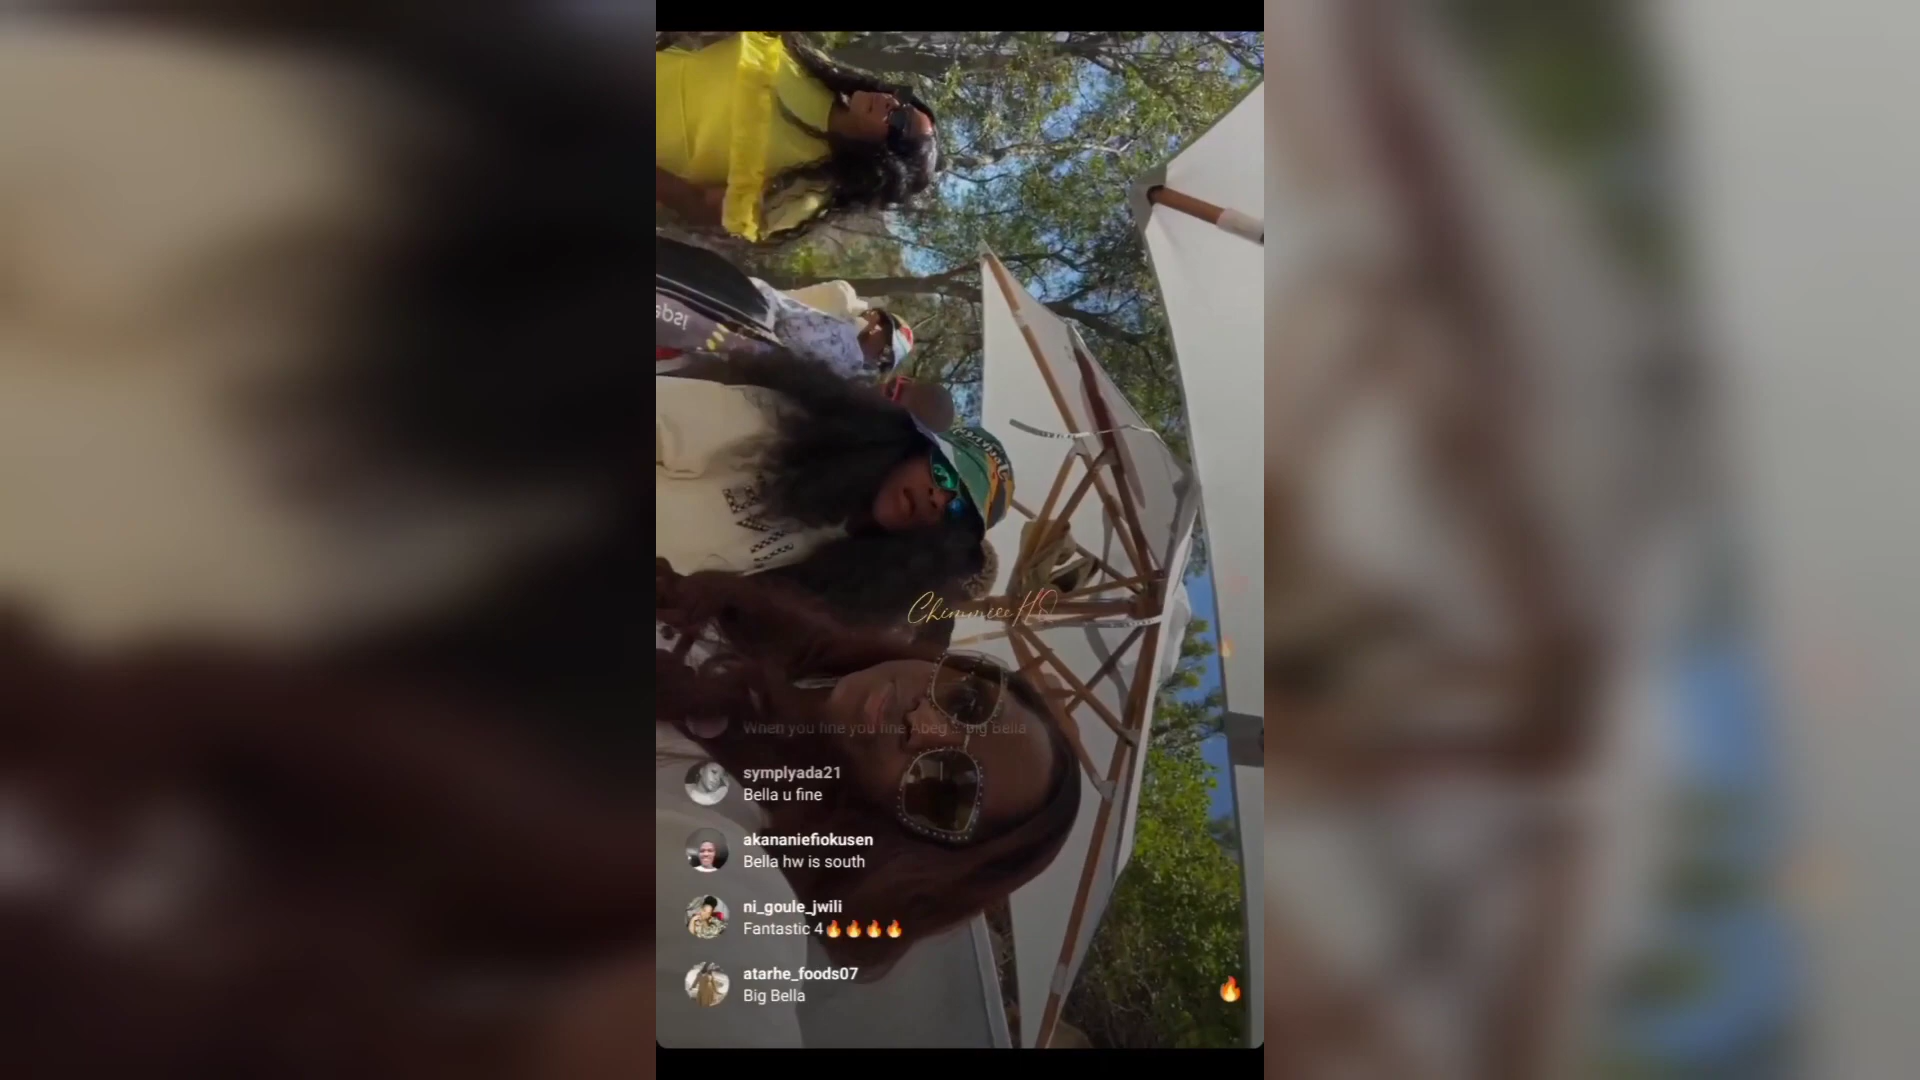 ChimmieeHQ
When you fine you fine Abeg :: Big Bella
symplyada21
Bella u fine
akananiefiokusen
Bella hw is south
ni_goule_jwili
Fantastic 4🔥🔥🔥🔥
atarhe_foods07
Big Bella